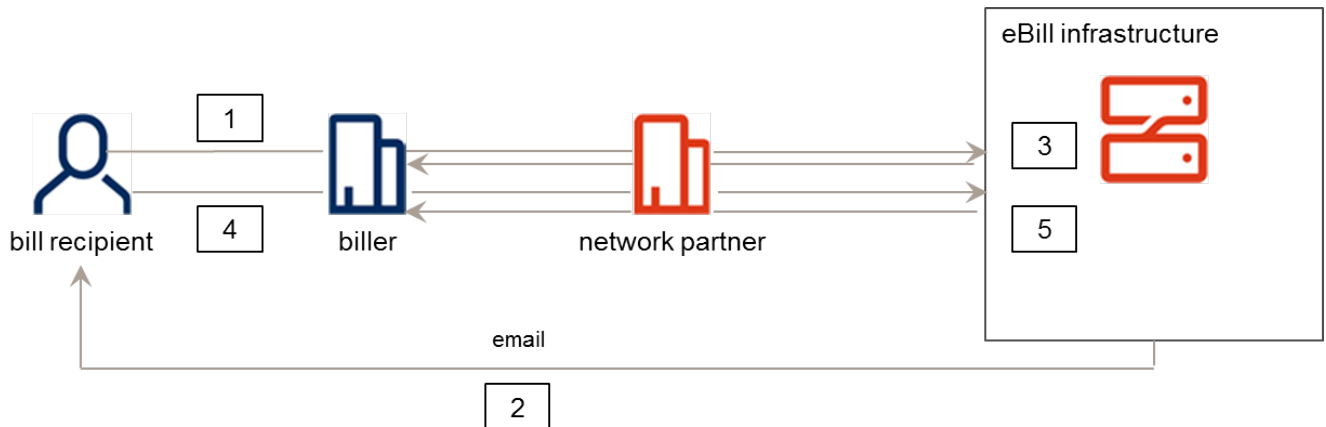 eBill infrastructure
1
3
4
5
bill recipient
biller
network partner
email
2